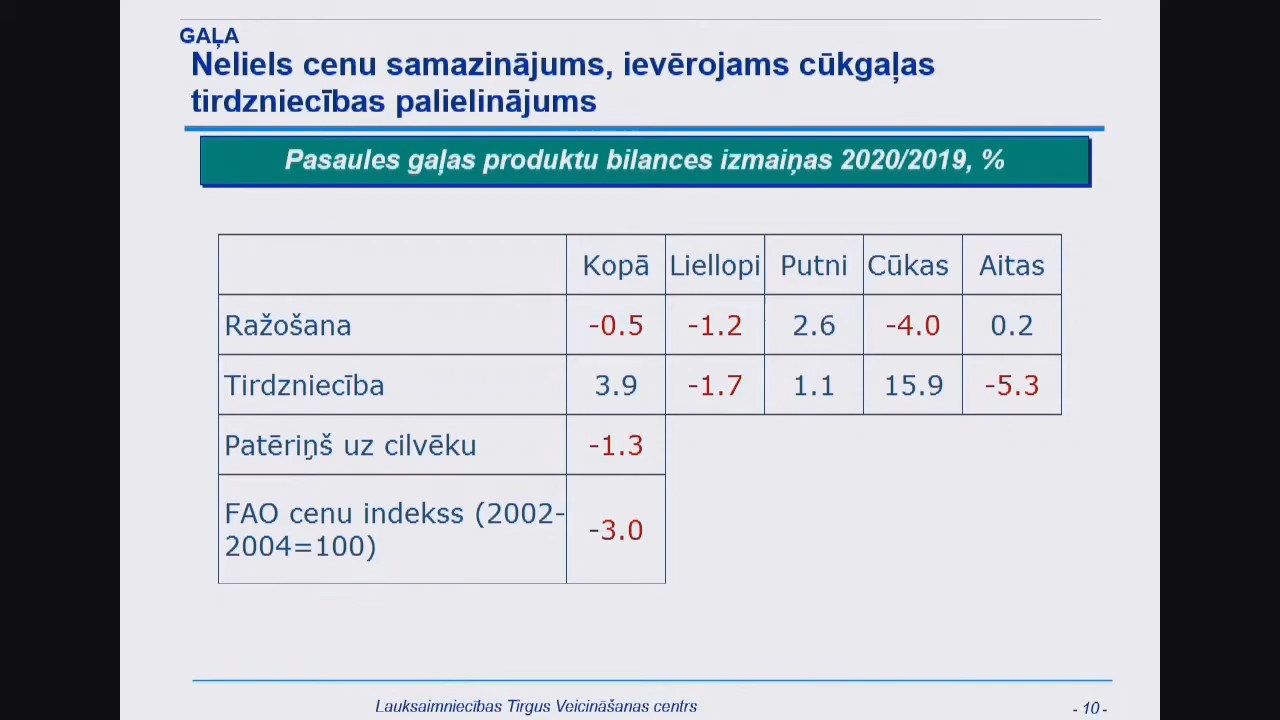 GAĻA
Neliels cenu samazinājums, ievērojams cūkgaļas
tirdzniecības palielinājums
Pasaules gaļas produktu bilances izmaiņas 2020/2019, %
Kopā Liellopi Putni Cūkas Aitas
Ražošana -0.5 -1.2 2.6 -4.0 0.2
Tirdzniecība 3.9 -1.7 1.1 15.9 -5.3
Patēriņš uz cilvēku -1.3
FAO cenu indekss (2002-
2004=100) -3.0
Lauksaimniecības Tirgus Veicināšanas centrs
- 10 -